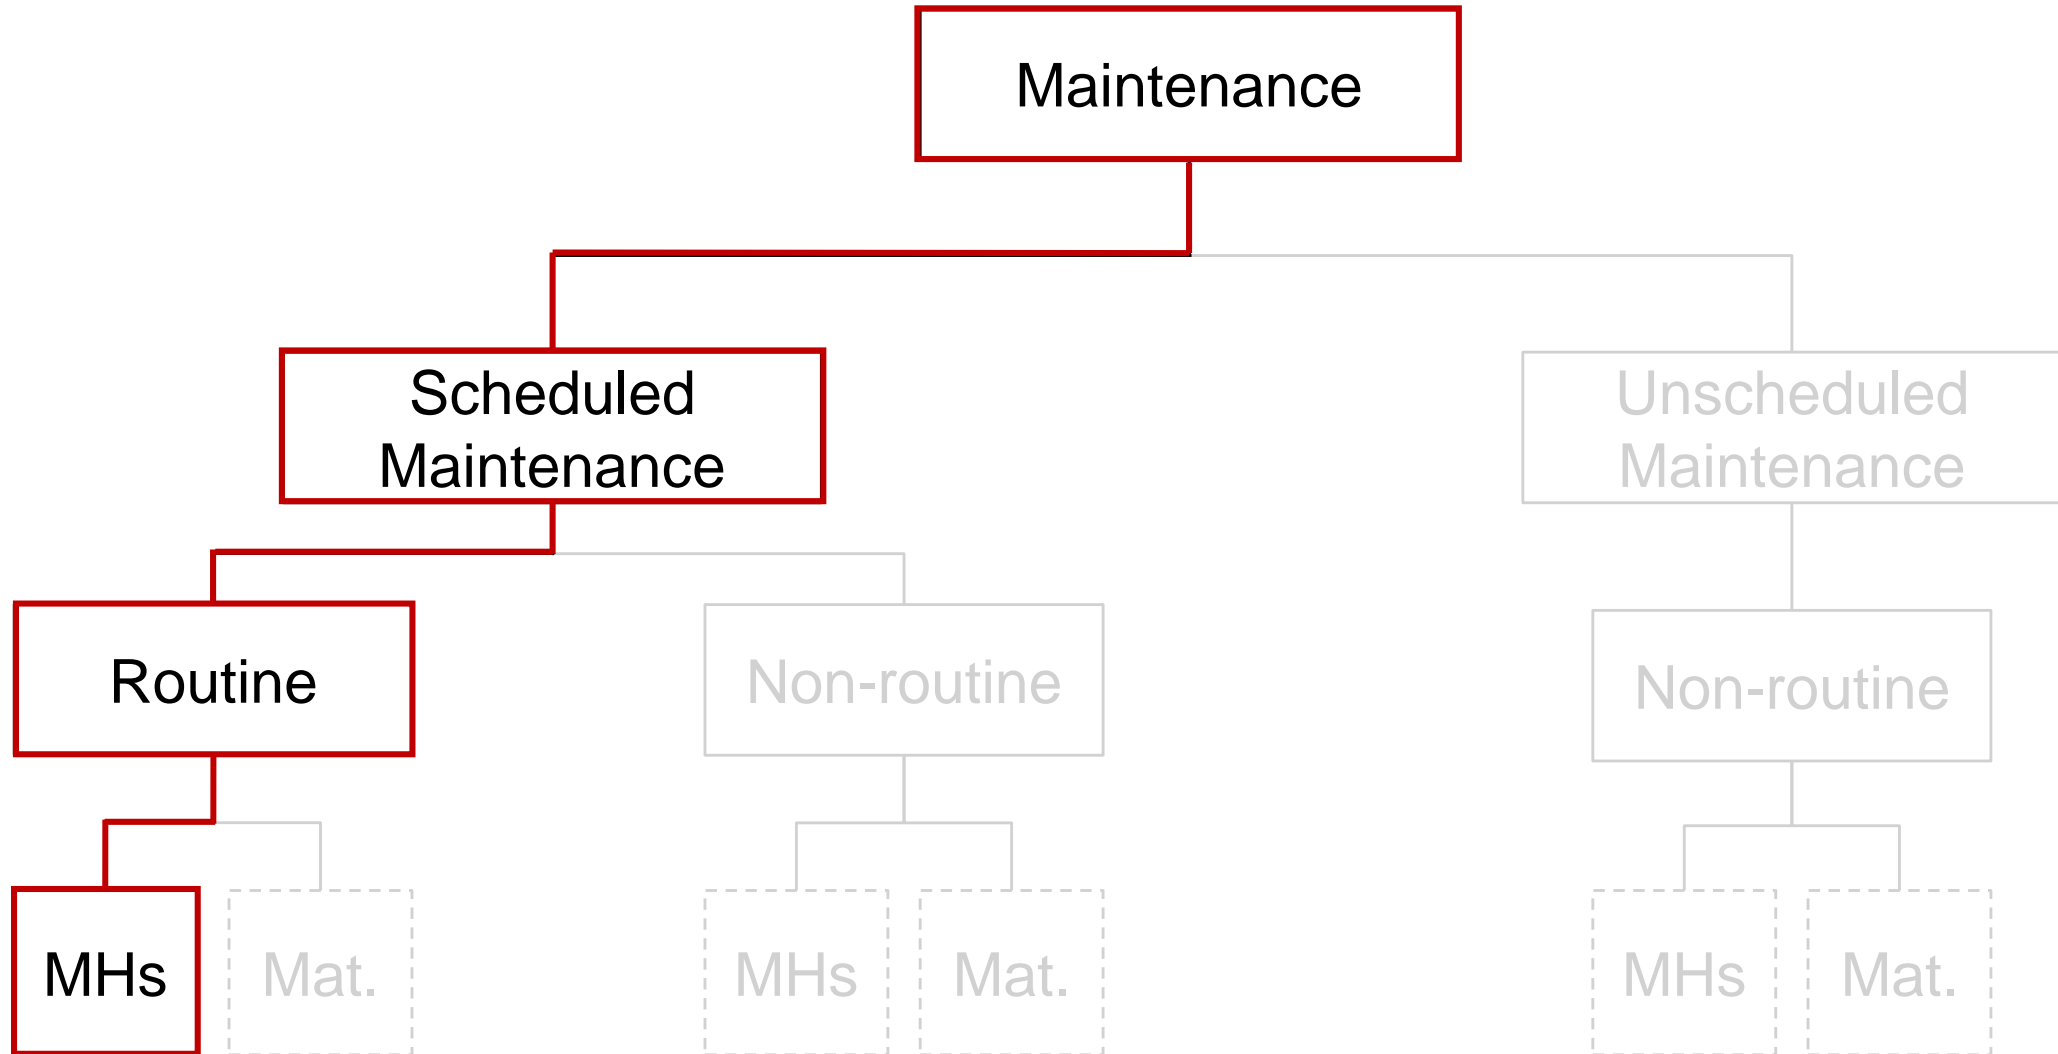 Maintenance
Scheduled
Maintenance
Unscheduled
Maintenance
Routine
Non-routine
Non-routine
MHs
Mat.
MHs
Mat.
MHs
Mat.